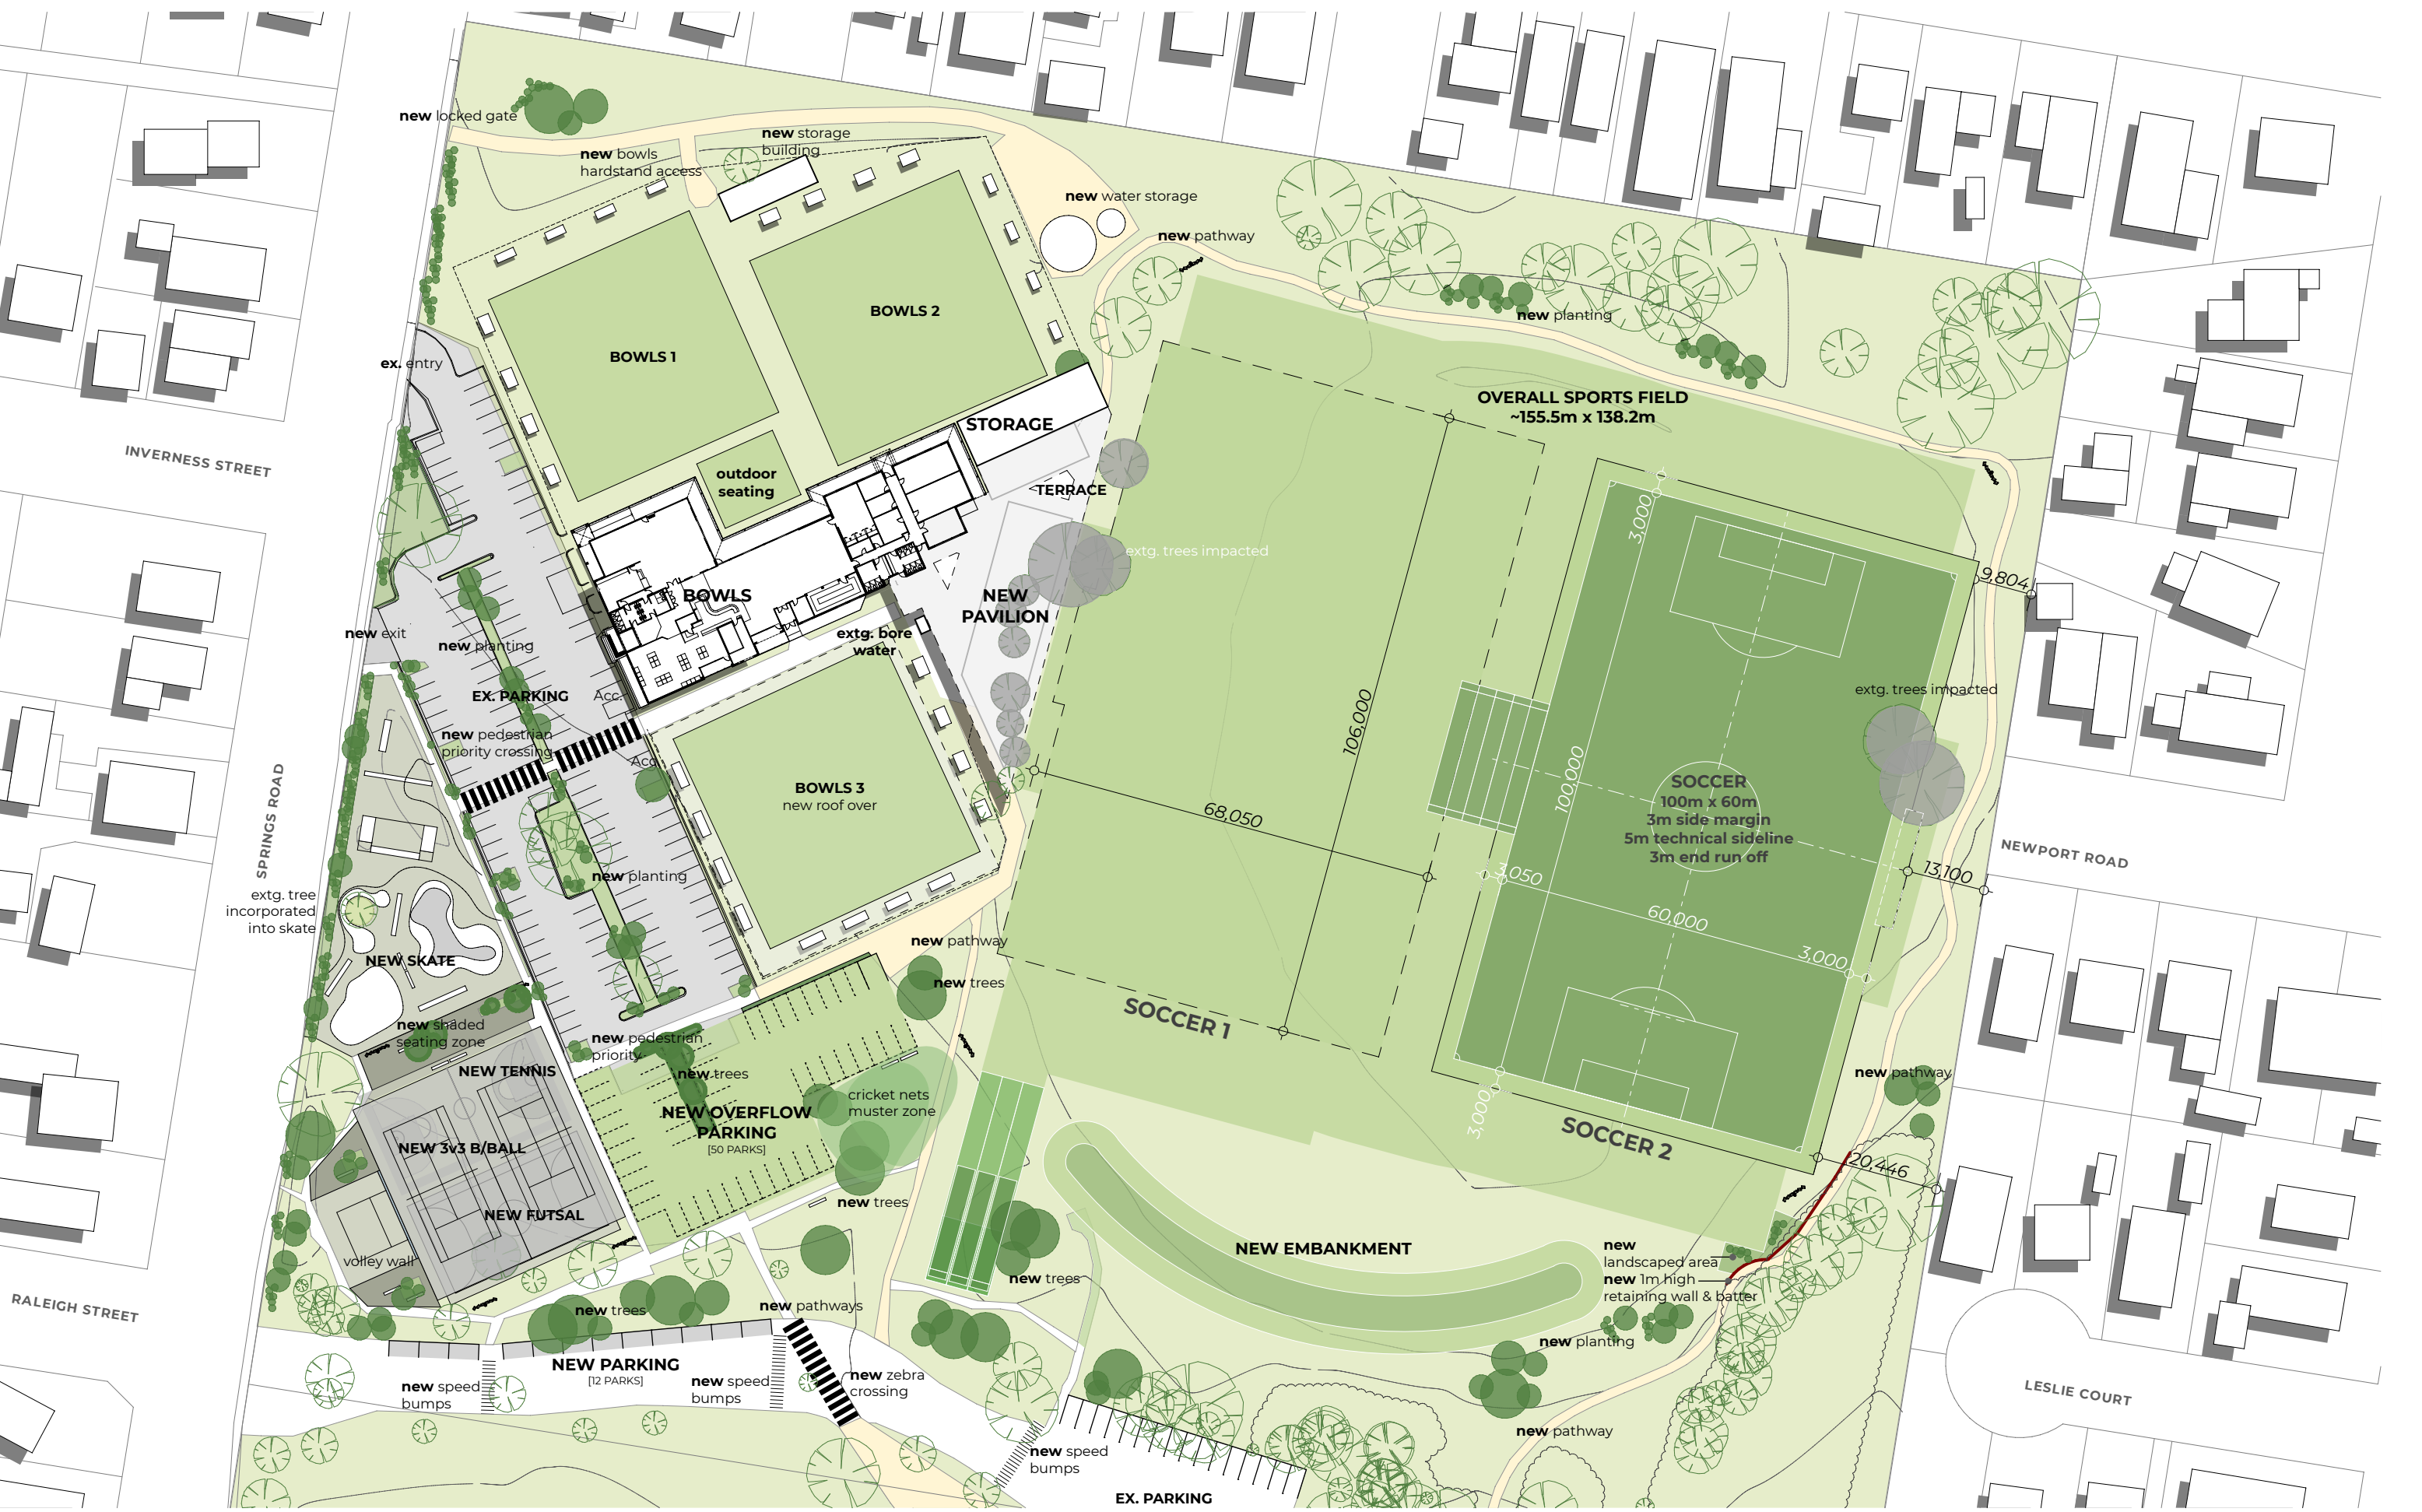 new locked gate
new storage
building
new bowls
hardstand access
new water storage
new pathway
BOWLS 2
BOWLS 1
new planting
ex. entry
OVERALL SPORTS FIELD
~155.5m x 138.2m
STORAGE
INVERNESS STREET
outdoor
seating
TERRACE
3,000
extg. trees impacted
9,804
BOWLS
NEW
PAVILION
new exit
extg. bore
water
new planting
EX. PARKING
Acc.
extg. trees impacted
106,000
new pedestrian
priority crossing
Acc.
100,000
SOCCER
100m x 60m
3m side margin
5m technical sideline
3m end run off
BOWLS 3
new roof over
68,050
SPRINGS ROAD
NEWPORT ROAD
13,100
3,050
new planting
extg. tree
incorporated
into skate
60,000
3,000
NEW SKATE
new pathway
new trees
SOCCER 1
new shaded
seating zone
new pedestrian
priority
NEW TENNIS
new trees
new pathway
cricket nets
muster zone
NEW OVERFLOW
PARKING
[50 PARKS]
3,000
SOCCER 2
NEW 3v3 B/BALL
20,446
new trees
NEW FUTSAL
volley wall
NEW EMBANKMENT
new
landscaped area
new 1m high
retaining wall & batter
new trees
RALEIGH STREET
new trees
new pathways
new planting
NEW PARKING
[12 PARKS]
new speed
bumps
new speed
bumps
new zebra
crossing
LESLIE COURT
new pathway
new speed
bumps
EX. PARKING